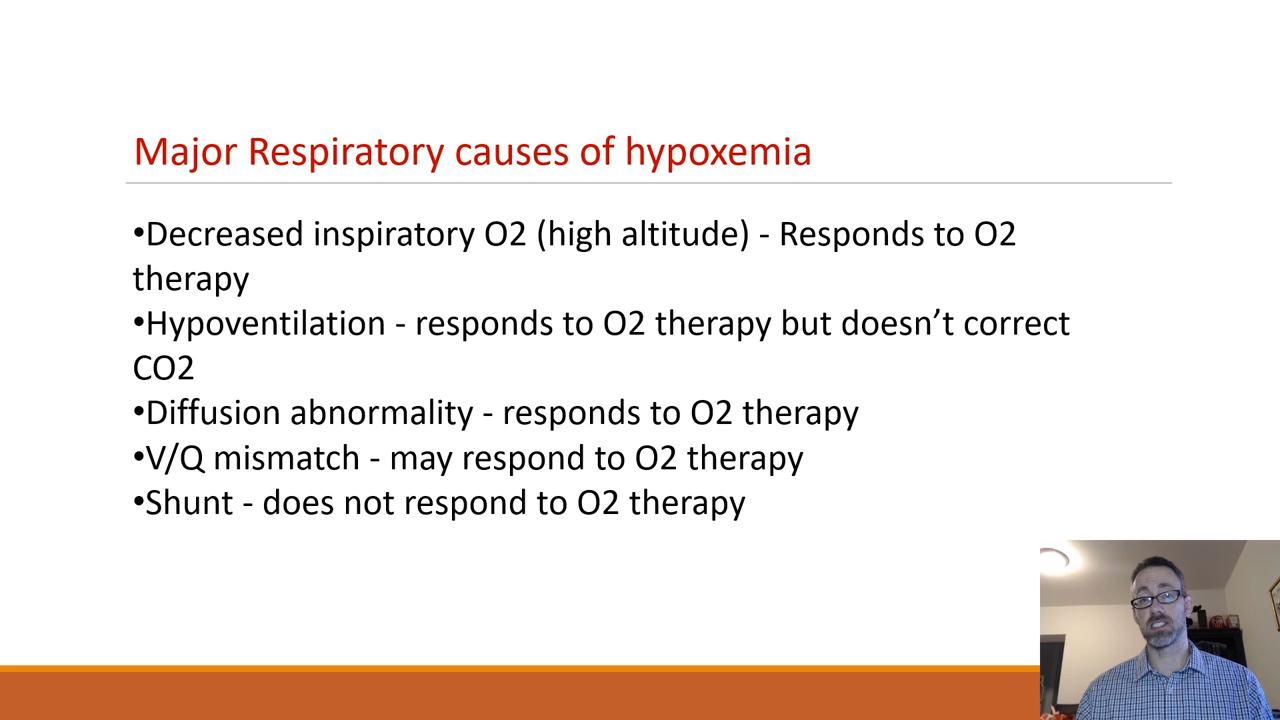 Major Respiratory causes of hypoxemia
•Decreased inspiratory O2 (high altitude) - Responds to O2
therapy
•Hypoventilation - responds to O2 therapy but doesn’t correct
CO2
•Diffusion abnormality - responds to O2 therapy
•V/Q mismatch - may respond to O2 therapy
•Shunt - does not respond to O2 therapy